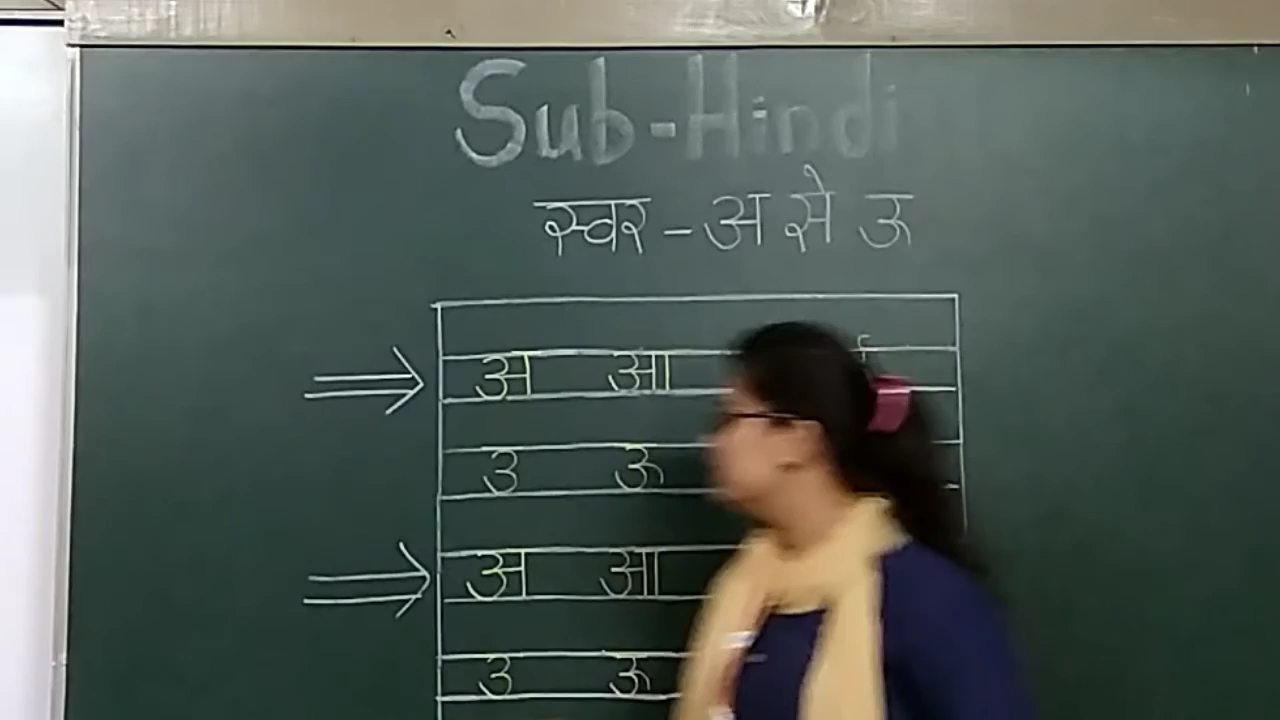 Sub-Hindi
स्वर - अ से ऊ
अ आ
उ ऊ
अ आ
उ ऊ